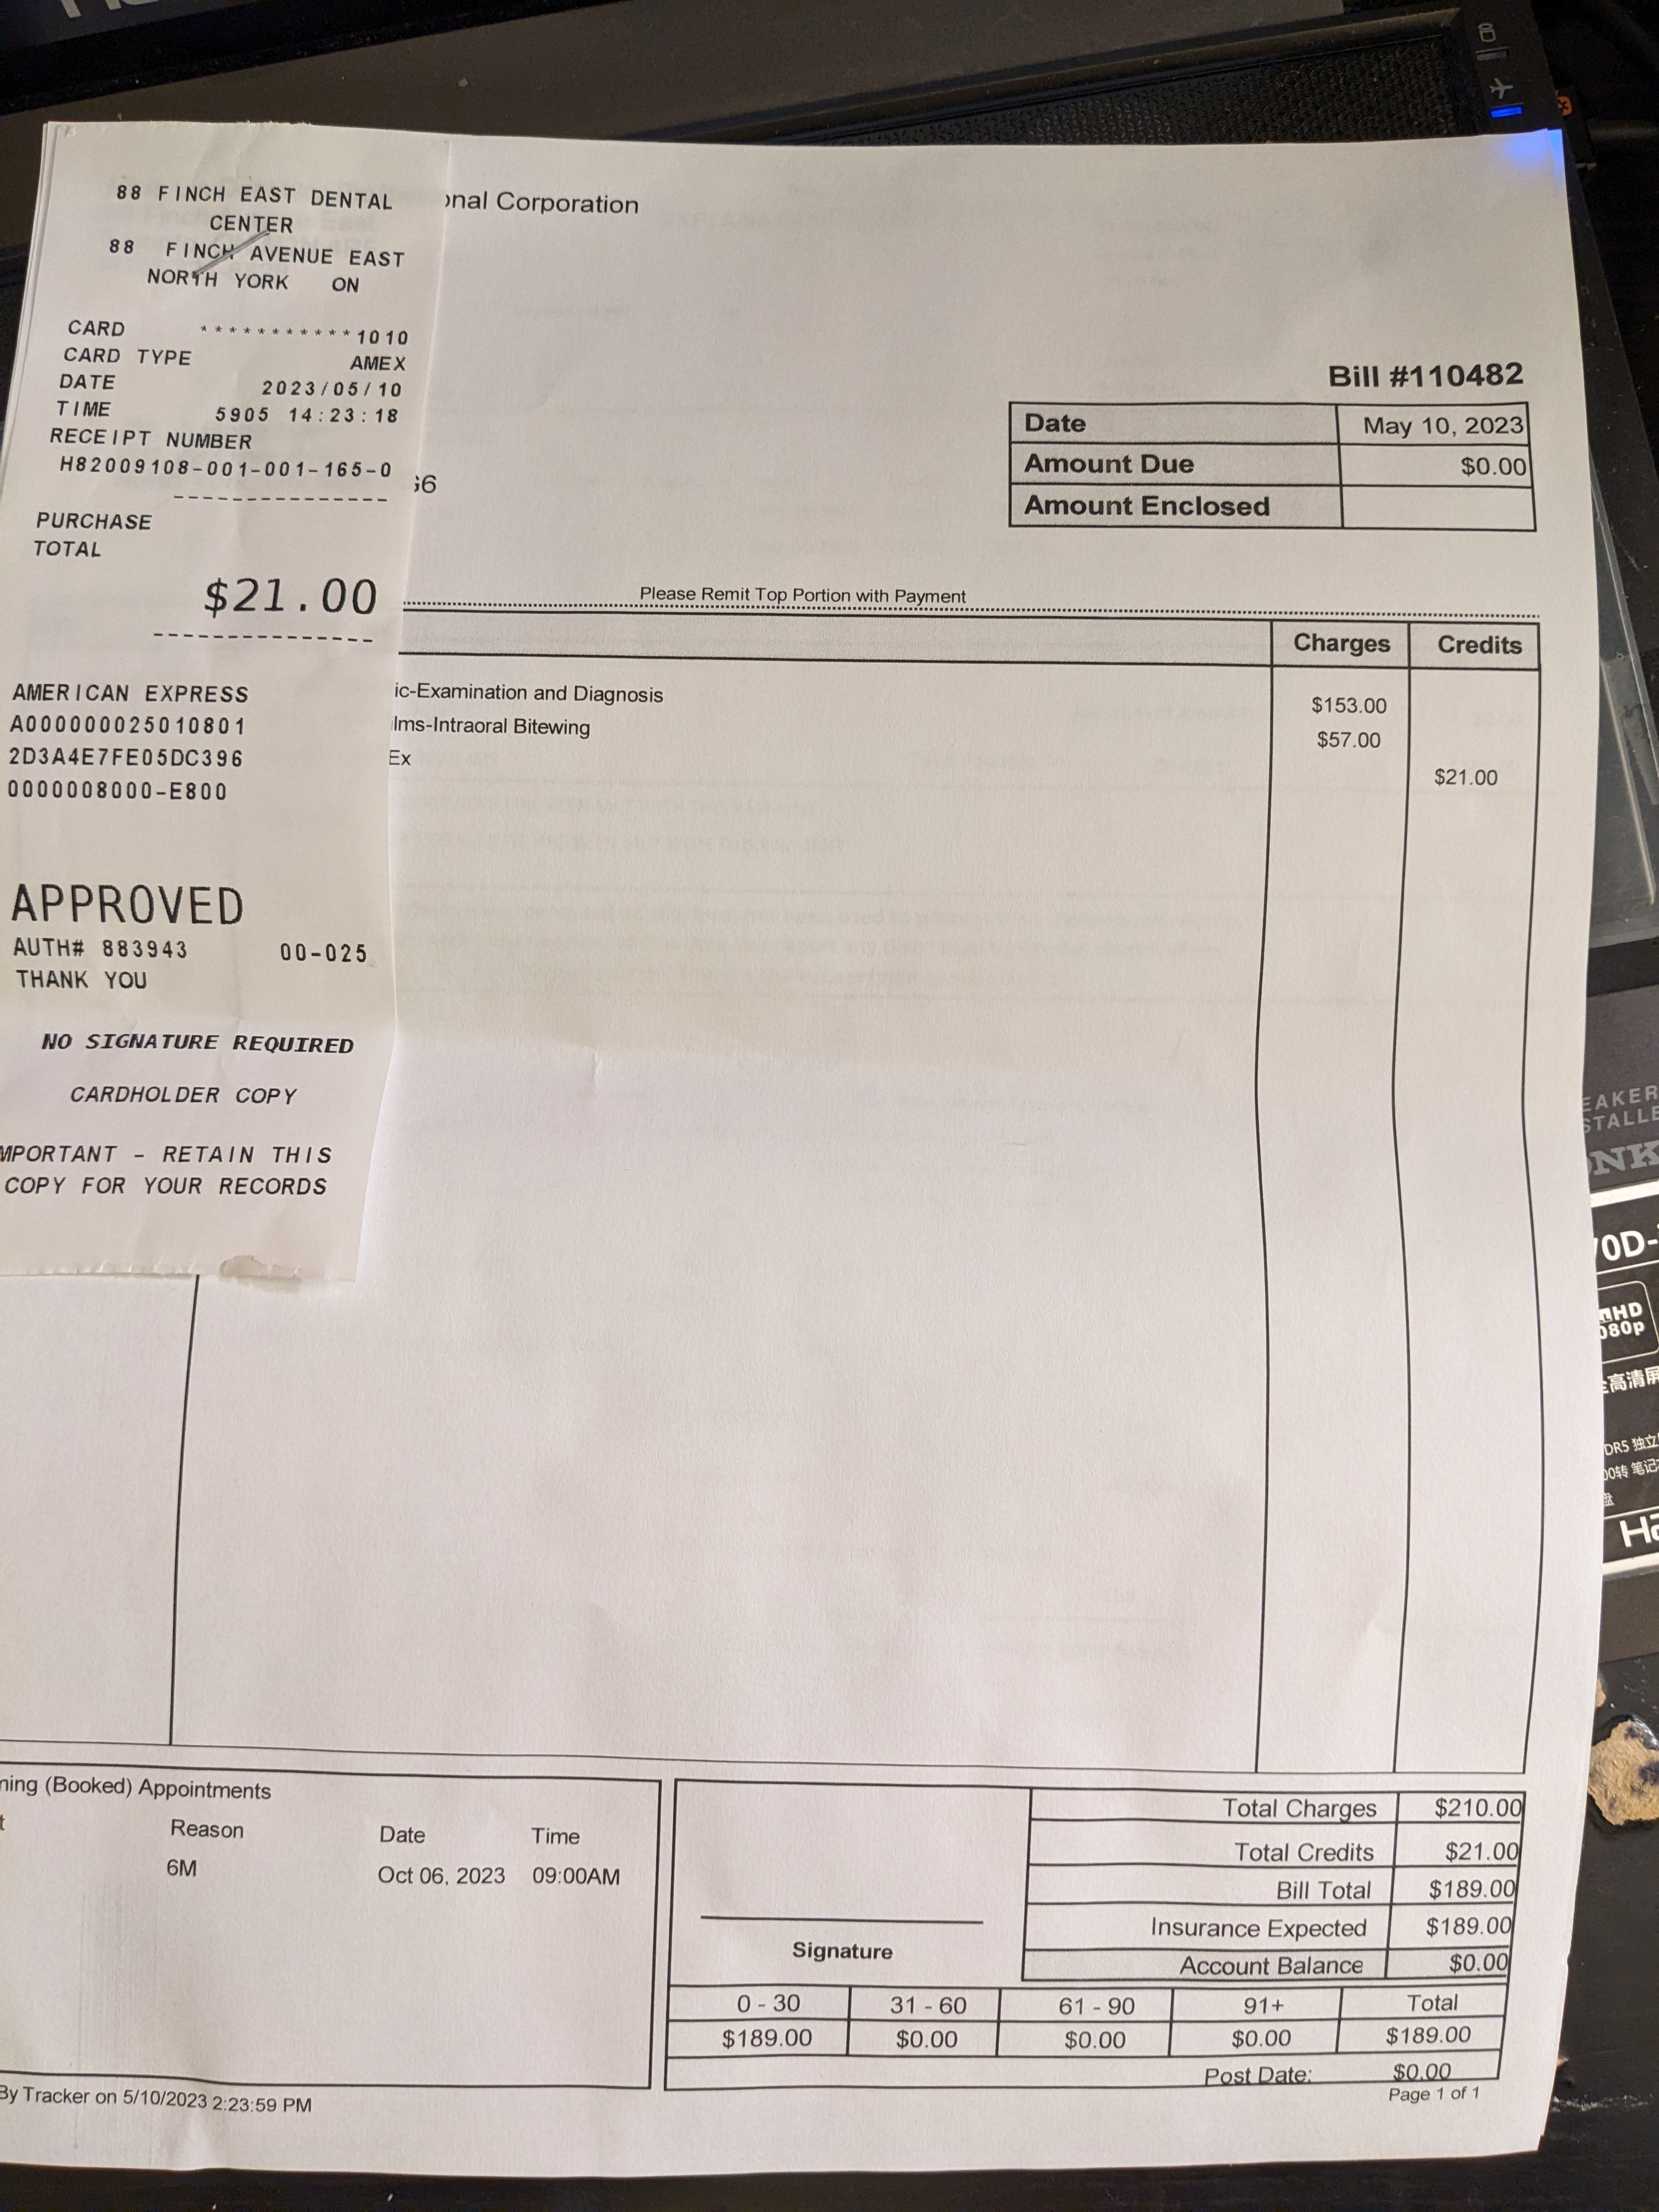 88 FINCH EAST DENTAL
CENTER
88 FINCH AVENUE EAST
NORTH YORK ON
CARD ***********1010
CARD TYPE AMEX
DATE 2023/05/10
TIME 5905 14:23:18
RECEIPT NUMBER
H82009108-001-001-165-0
--------------
PURCHASE
TOTAL
$21.00
---------------
AMERICAN EXPRESS
A000000025010801
2D3A4E7FE05DC396
0000008000-E800
APPROVED
AUTH# 883943 00-025
THANK YOU
NO SIGNATURE REQUIRED
CARDHOLDER COPY
MPORTANT - RETAIN THIS
COPY FOR YOUR RECORDS
onal Corporation
Bill #110482
Date May 10, 2023
Amount Due $0.00
Amount Enclosed
G6
Please Remit Top Portion with Payment
Charges Credits
ic-Examination and Diagnosis $153.00
lms-Intraoral Bitewing $57.00
Ex $21.00
ning (Booked) Appointments
t Reason Date Time
6M Oct 06, 2023 09:00AM
Signature
Total Charges $210.00
Total Credits $21.00
Bill Total $189.00
Insurance Expected $189.00
Account Balance $0.00
0 - 30 31 - 60 61 - 90 91+ Total
$189.00 $0.00 $0.00 $0.00 $189.00
Post Date: $0.00
By Tracker on 5/10/2023 2:23:59 PM
Page 1 of 1
EAKER
STALLE
ONK
70D-
HD
080p
全高清屏
DR5 独立
00转 笔记
盘
Ha